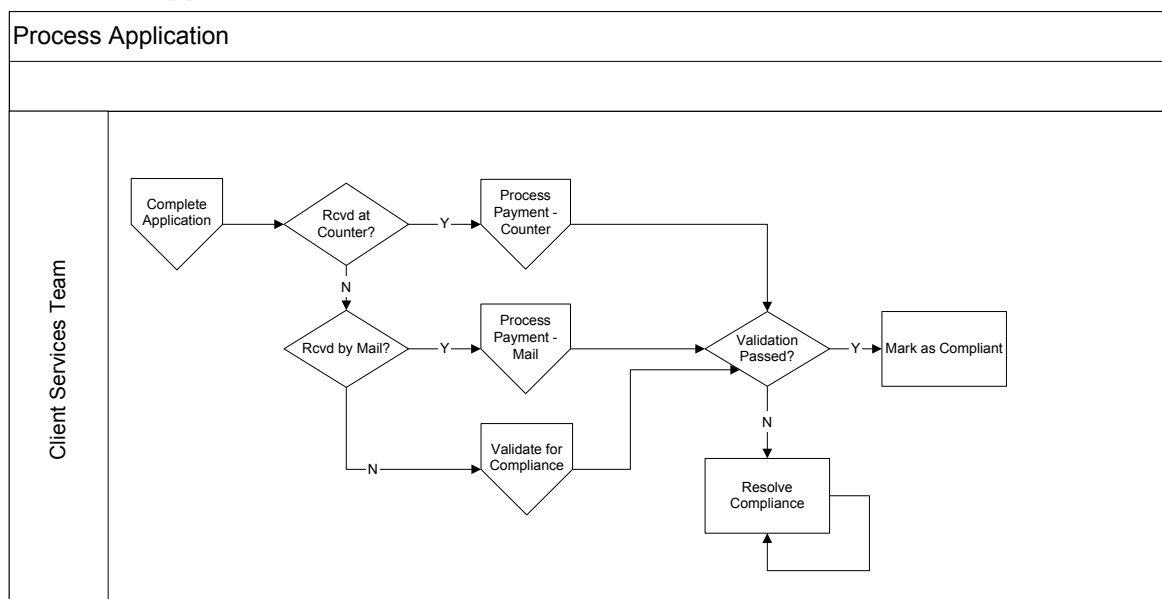 Process Application
Client Services Team
Complete
Application
Rcvd at
Counter?
Y
Process
Payment -
Counter
N
Rcvd by Mail?
Y
Process
Payment -
Mail
Validation
Passed?
Y
Mark as Compliant
N
Validate for
Compliance
N
Resolve
Compliance